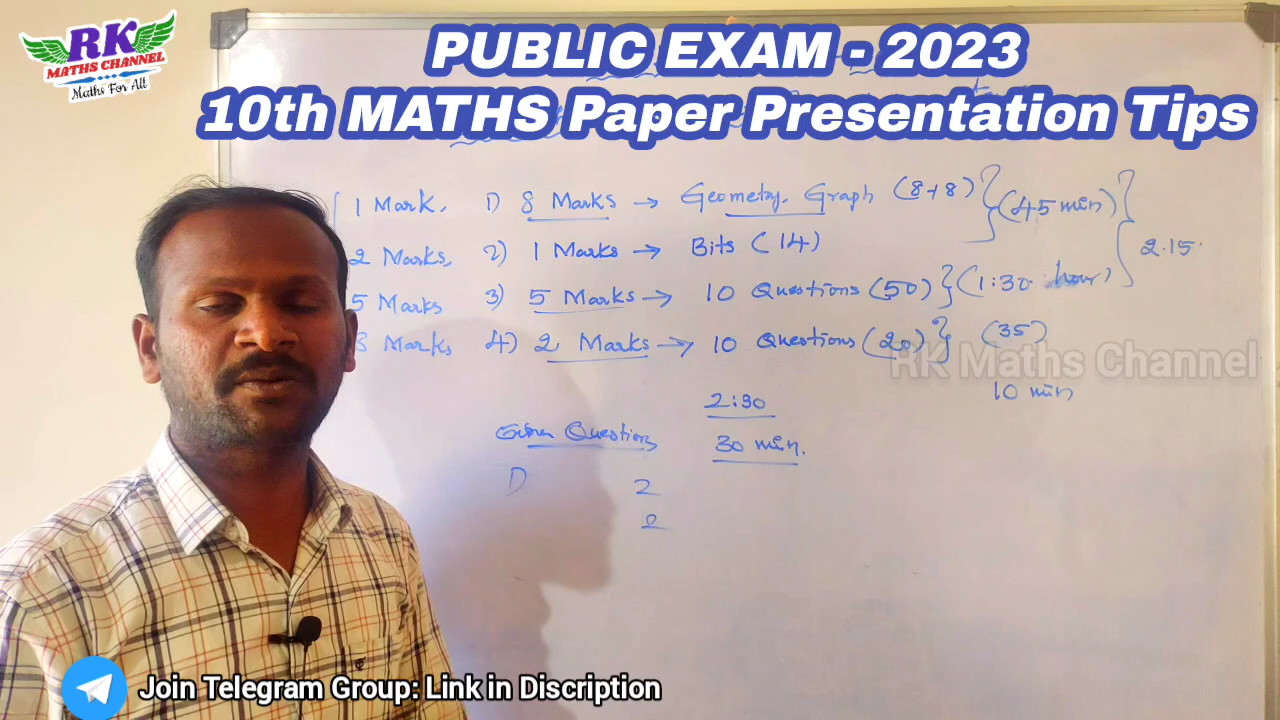 RK
MATHS CHANNEL
Maths For All
PUBLIC EXAM - 2023
10th MATHS Paper Presentation Tips
1 Mark. 1) 8 Marks → Geometry, Graph (8+8) } (45 min) }
2 Marks, 2) 1 Marks → Bits (14)
2.15
5 Marks 3) 5 Marks → 10 Questions (50) } (1:30 hour)
Marks, 4) 2 Marks → 10 Questions (20) } (35)
RK Maths Channel
10 min
2:30
Questions 30 min.
2
2
Join Telegram Group: Link in Discription